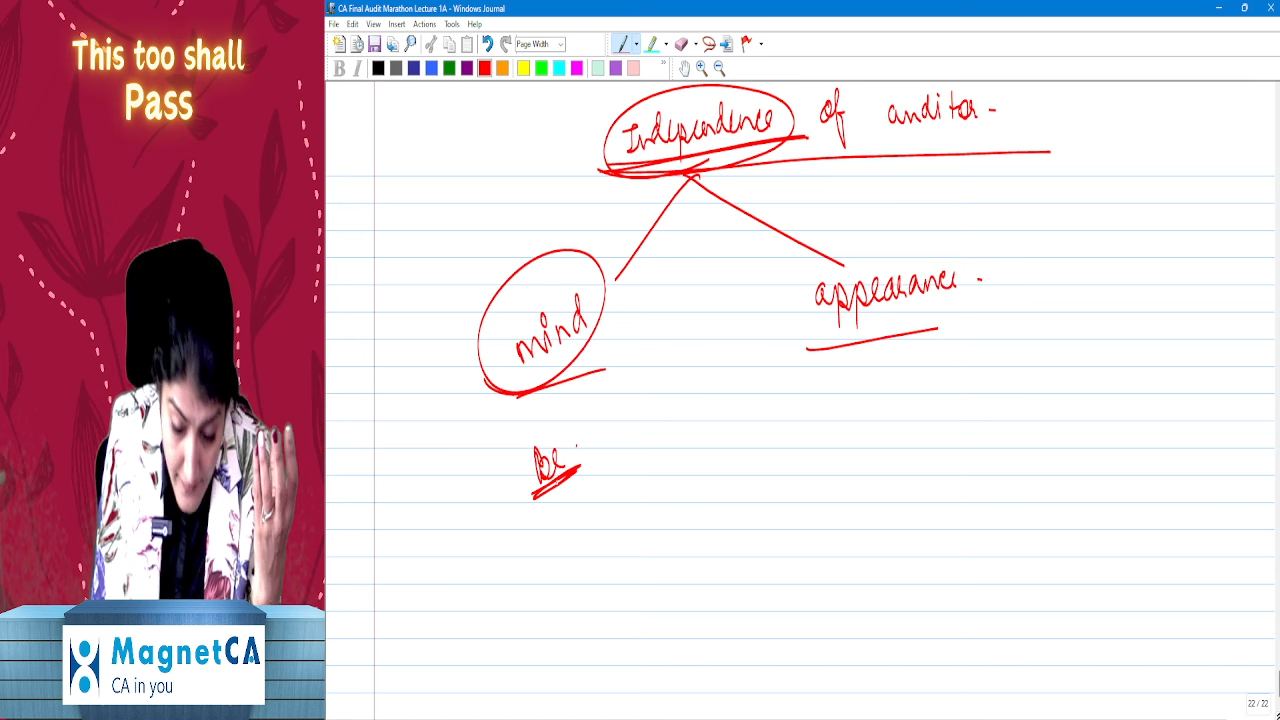 CA Final Audit Marathon Lecture 1A - Windows Journal
File Edit View Insert Actions Tools Help
Page Width
B I
This too shall
Pass
Independence of auditor -
mind
appearance.
Be
MagnetCA
CA in you
22 / 22